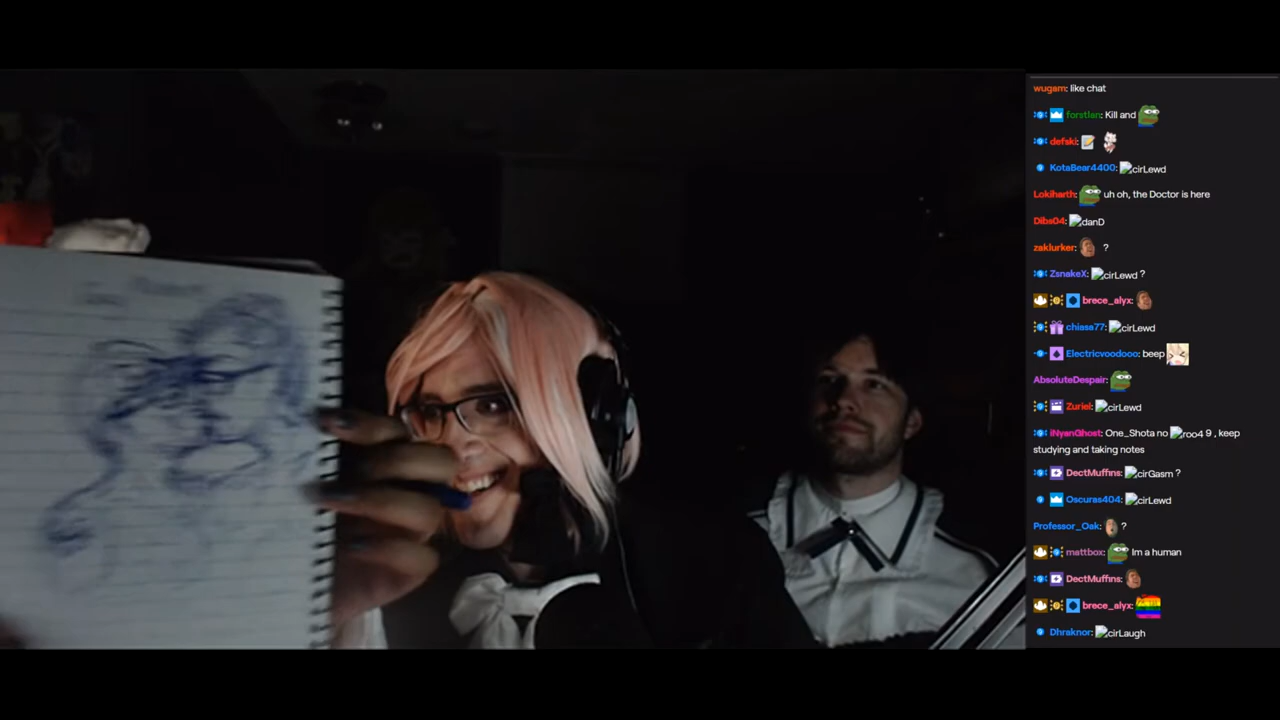 wugam: like chat
forstlan: Kill and
defski:
KotaBear4400: cirLewd
Lokiharth: uh oh, the Doctor is here
Dibs04: danD
zaklurker: ?
ZsnakeX: cirLewd ?
brece_alyx:
chiasa77: cirLewd
Electricvoodooo: beep
AbsoluteDespair:
Zuriel: cirLewd
iNyanGhost: One_Shota no roo4 9 , keep
studying and taking notes
DectMuffins: cirGasm ?
Oscuras404: cirLewd
Professor_Oak: ?
mattbox: Im a human
DectMuffins:
brece_alyx:
Dhraknor: cirLaugh